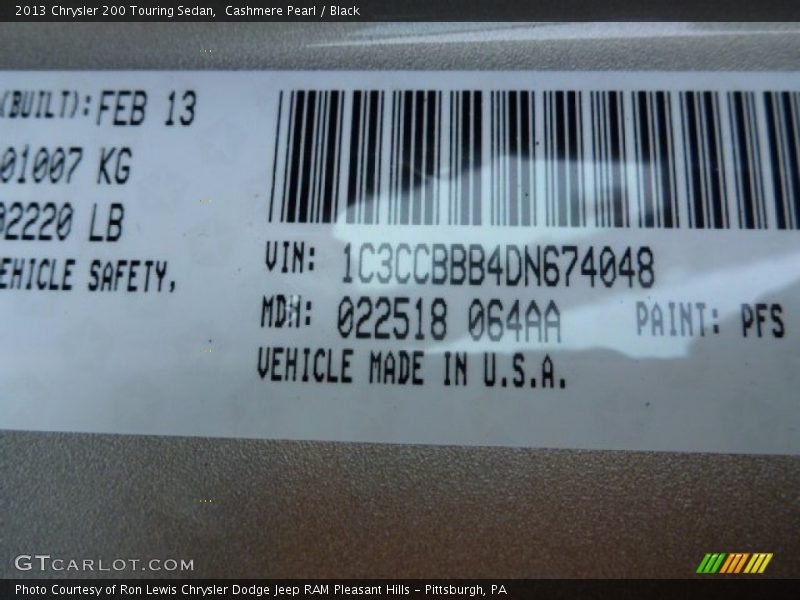 2013 Chrysler 200 Touring Sedan, Cashmere Pearl / Black
(BUILT): FEB 13
01007 KG
02220 LB
EHICLE SAFETY,
VIN: 1C3CCBBB4DN674048
MDH: 022518 064AA PAINT: PFS
VEHICLE MADE IN U.S.A.
GTCARLOT.COM
Photo Courtesy of Ron Lewis Chrysler Dodge Jeep RAM Pleasant Hills - Pittsburgh, PA